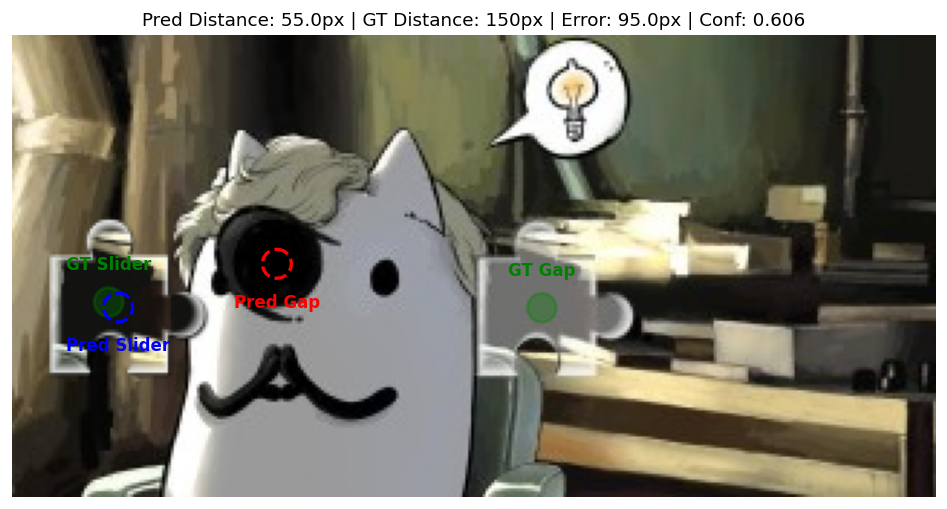 Pred Distance: 55.0px | GT Distance: 150px | Error: 95.0px | Conf: 0.606
GT Slider
GT Gap
Pred Gap
Pred Slider